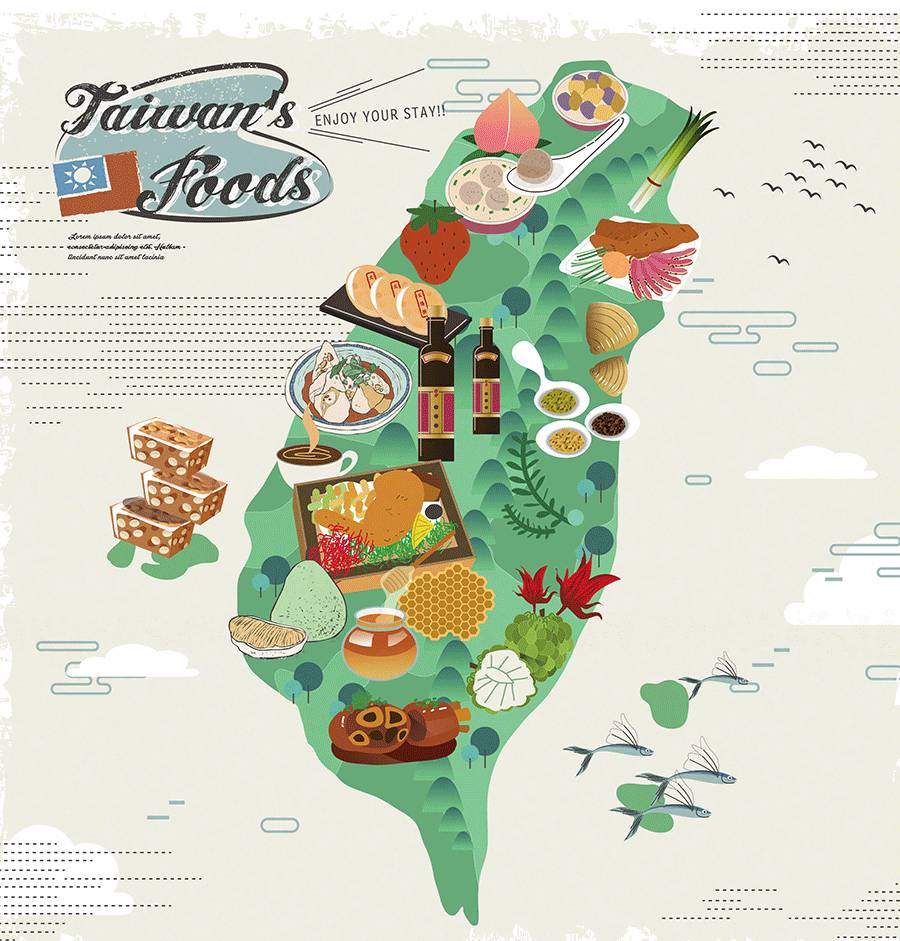 Taiwan's
Foods
ENJOY YOUR STAY!!
Lorem ipsum dolor sit amet,
consectetur adipiscing elit. Nullam
tincidunt nunc sit amet lacinia